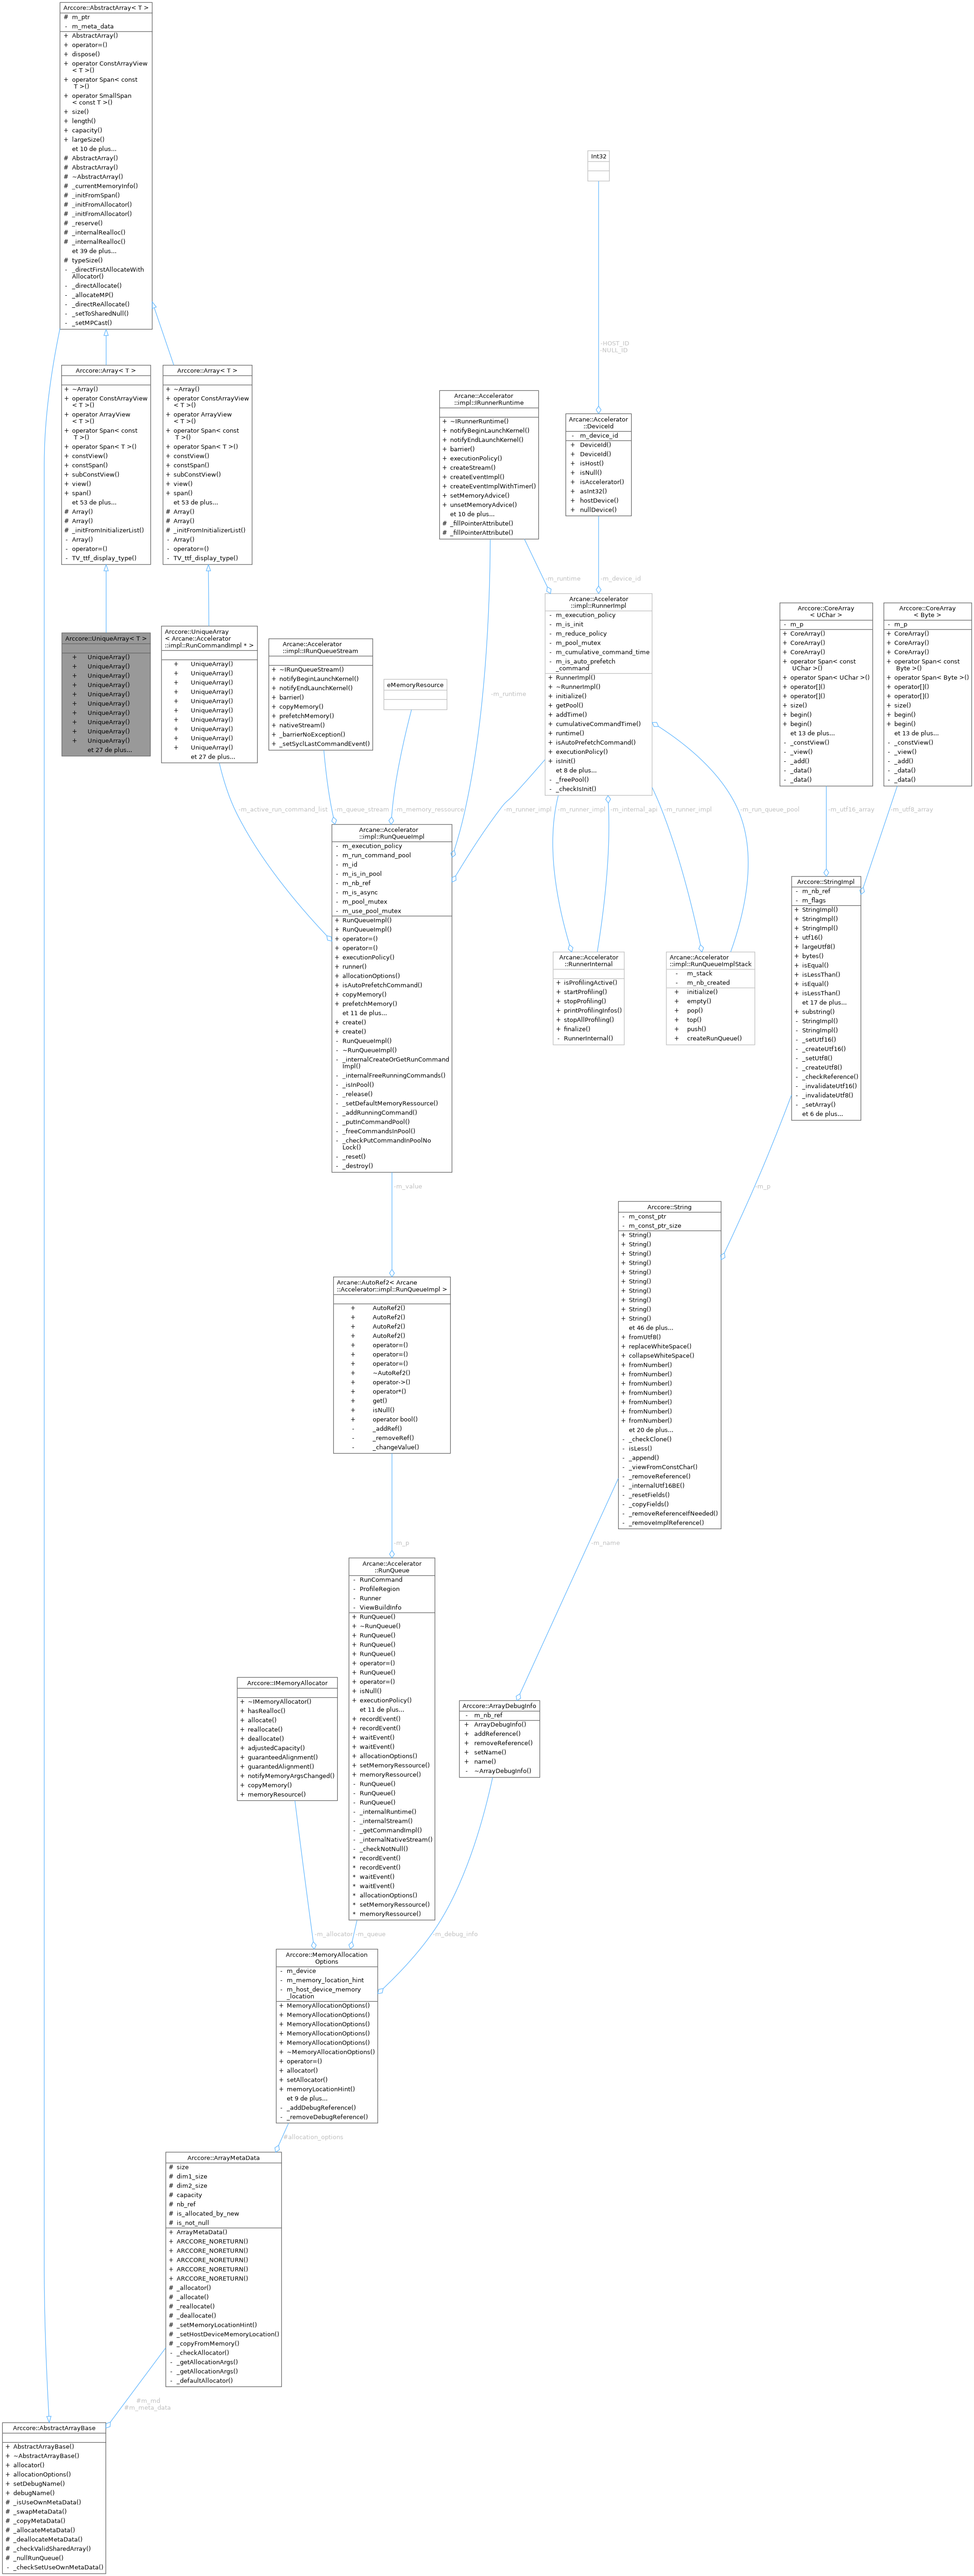 Arccore::AbstractArray< T >
# m_ptr
- m_meta_data
+ AbstractArray()
+ operator=()
+ dispose()
+ operator ConstArrayView
< T >()
+ operator Span< const
T >()
+ operator SmallSpan
< const T >()
+ size()
+ length()
+ capacity()
+ largeSize()
et 10 de plus...
# AbstractArray()
# AbstractArray()
# ~AbstractArray()
# _currentMemoryInfo()
# _initFromSpan()
# _initFromAllocator()
# _initFromAllocator()
# _reserve()
# _internalRealloc()
# _internalRealloc()
et 39 de plus...
# typeSize()
- _directFirstAllocateWith
Allocator()
- _directAllocate()
- _allocateMP()
- _directReAllocate()
- _setToSharedNull()
- _setMPCast()
Int32
-HOST_ID
-NULL_ID
Arccore::Array< T >
+ ~Array()
+ operator ConstArrayView
< T >()
+ operator ArrayView
< T >()
+ operator Span< const
T >()
+ operator Span< T >()
+ constView()
+ constSpan()
+ subConstView()
+ view()
+ span()
et 53 de plus...
# Array()
# Array()
# _initFromInitializerList()
- Array()
- operator=()
- TV_ttf_display_type()
Arccore::Array< T >
+ ~Array()
+ operator ConstArrayView
< T >()
+ operator ArrayView
< T >()
+ operator Span< const
T >()
+ operator Span< T >()
+ constView()
+ constSpan()
+ subConstView()
+ view()
+ span()
et 53 de plus...
# Array()
# Array()
# _initFromInitializerList()
- Array()
- operator=()
- TV_ttf_display_type()
Arcane::Accelerator
::impl::IRunnerRuntime
+ ~IRunnerRuntime()
+ notifyBeginLaunchKernel()
+ notifyEndLaunchKernel()
+ barrier()
+ executionPolicy()
+ createStream()
+ createEventImpl()
+ createEventImplWithTimer()
+ setMemoryAdvice()
+ unsetMemoryAdvice()
et 10 de plus...
# _fillPointerAttribute()
# _fillPointerAttribute()
Arcane::Accelerator
::DeviceId
- m_device_id
+ DeviceId()
+ DeviceId()
+ isHost()
+ isNull()
+ isAccelerator()
+ asInt32()
+ hostDevice()
+ nullDevice()
-m_runtime
-m_device_id
Arccore::UniqueArray< T >
+ UniqueArray()
+ UniqueArray()
+ UniqueArray()
+ UniqueArray()
+ UniqueArray()
+ UniqueArray()
+ UniqueArray()
+ UniqueArray()
+ UniqueArray()
+ UniqueArray()
et 27 de plus...
Arccore::UniqueArray
< Arcane::Accelerator
::impl::RunCommandImpl * >
+ UniqueArray()
+ UniqueArray()
+ UniqueArray()
+ UniqueArray()
+ UniqueArray()
+ UniqueArray()
+ UniqueArray()
+ UniqueArray()
+ UniqueArray()
+ UniqueArray()
et 27 de plus...
Arcane::Accelerator
::impl::IRunQueueStream
+ ~IRunQueueStream()
+ notifyBeginLaunchKernel()
+ notifyEndLaunchKernel()
+ barrier()
+ copyMemory()
+ prefetchMemory()
+ nativeStream()
+ _barrierNoException()
+ _setSyclLastCommandEvent()
eMemoryResource
-m_runtime
Arcane::Accelerator
::impl::RunnerImpl
- m_execution_policy
- m_is_init
- m_reduce_policy
- m_pool_mutex
- m_cumulative_command_time
- m_is_auto_prefetch
_command
+ RunnerImpl()
+ ~RunnerImpl()
+ initialize()
+ getPool()
+ addTime()
+ cumulativeCommandTime()
+ runtime()
+ isAutoPrefetchCommand()
+ executionPolicy()
+ isInit()
et 8 de plus...
- _freePool()
- _checkIsInit()
Arccore::CoreArray
< UChar >
- m_p
+ CoreArray()
+ CoreArray()
+ CoreArray()
+ operator Span< const
UChar >()
+ operator Span< UChar >()
+ operator[]()
+ operator[]()
+ size()
+ begin()
+ begin()
et 13 de plus...
- _constView()
- _view()
- _add()
- _data()
- _data()
Arccore::CoreArray
< Byte >
- m_p
+ CoreArray()
+ CoreArray()
+ CoreArray()
+ operator Span< const
Byte >()
+ operator Span< Byte >()
+ operator[]()
+ operator[]()
+ size()
+ begin()
+ begin()
et 13 de plus...
- _constView()
- _view()
- _add()
- _data()
- _data()
-m_active_run_command_list
-m_queue_stream
-m_memory_ressource
-m_runner_impl
-m_runner_impl
-m_internal_api
-m_runner_impl
-m_run_queue_pool
-m_utf16_array
-m_utf8_array
Arcane::Accelerator
::impl::RunQueueImpl
- m_execution_policy
- m_run_command_pool
- m_id
- m_is_in_pool
- m_nb_ref
- m_is_async
- m_pool_mutex
- m_use_pool_mutex
+ RunQueueImpl()
+ RunQueueImpl()
+ operator=()
+ operator=()
+ executionPolicy()
+ runner()
+ allocationOptions()
+ isAutoPrefetchCommand()
+ copyMemory()
+ prefetchMemory()
et 11 de plus...
+ create()
+ create()
- RunQueueImpl()
- ~RunQueueImpl()
- _internalCreateOrGetRunCommand
Impl()
- _internalFreeRunningCommands()
- _isInPool()
- _release()
- _setDefaultMemoryRessource()
- _addRunningCommand()
- _putInCommandPool()
- _freeCommandsInPool()
- _checkPutCommandInPoolNo
Lock()
- _reset()
- _destroy()
Arcane::Accelerator
::RunnerInternal
+ isProfilingActive()
+ startProfiling()
+ stopProfiling()
+ printProfilingInfos()
+ stopAllProfiling()
+ finalize()
- RunnerInternal()
Arcane::Accelerator
::impl::RunQueueImplStack
- m_stack
- m_nb_created
+ initialize()
+ empty()
+ pop()
+ top()
+ push()
+ createRunQueue()
Arccore::StringImpl
- m_nb_ref
- m_flags
+ StringImpl()
+ StringImpl()
+ StringImpl()
+ utf16()
+ largeUtf8()
+ bytes()
+ isEqual()
+ isLessThan()
+ isEqual()
+ isLessThan()
et 17 de plus...
+ substring()
- StringImpl()
- StringImpl()
- _setUtf16()
- _createUtf16()
- _setUtf8()
- _createUtf8()
- _checkReference()
- _invalidateUtf16()
- _invalidateUtf8()
- _setArray()
et 6 de plus...
-m_value
-m_p
Arccore::String
- m_const_ptr
- m_const_ptr_size
+ String()
+ String()
+ String()
+ String()
+ String()
+ String()
+ String()
+ String()
+ String()
+ String()
et 46 de plus...
+ fromUtf8()
+ replaceWhiteSpace()
+ collapseWhiteSpace()
+ fromNumber()
+ fromNumber()
+ fromNumber()
+ fromNumber()
+ fromNumber()
+ fromNumber()
+ fromNumber()
et 20 de plus...
- _checkClone()
- isLess()
- _append()
- _viewFromConstChar()
- _removeReference()
- _internalUtf16BE()
- _resetFields()
- _copyFields()
- _removeReferenceIfNeeded()
- _removeImplReference()
Arcane::AutoRef2< Arcane
::Accelerator::impl::RunQueueImpl >
+ AutoRef2()
+ AutoRef2()
+ AutoRef2()
+ AutoRef2()
+ operator=()
+ operator=()
+ operator=()
+ ~AutoRef2()
+ operator->()
+ operator*()
+ get()
+ isNull()
+ operator bool()
- _addRef()
- _removeRef()
- _changeValue()
-m_p
-m_name
Arcane::Accelerator
::RunQueue
- RunCommand
- ProfileRegion
- Runner
- ViewBuildInfo
+ RunQueue()
+ ~RunQueue()
+ RunQueue()
+ RunQueue()
+ RunQueue()
+ operator=()
+ RunQueue()
+ operator=()
+ isNull()
+ executionPolicy()
et 11 de plus...
+ recordEvent()
+ recordEvent()
+ waitEvent()
+ waitEvent()
+ allocationOptions()
+ setMemoryRessource()
+ memoryRessource()
- RunQueue()
- RunQueue()
- RunQueue()
- _internalRuntime()
- _internalStream()
- _getCommandImpl()
- _internalNativeStream()
- _checkNotNull()
* recordEvent()
* recordEvent()
* waitEvent()
* waitEvent()
* allocationOptions()
* setMemoryRessource()
* memoryRessource()
Arccore::IMemoryAllocator
+ ~IMemoryAllocator()
+ hasRealloc()
+ allocate()
+ reallocate()
+ deallocate()
+ adjustedCapacity()
+ guaranteedAlignment()
+ guarantedAlignment()
+ notifyMemoryArgsChanged()
+ copyMemory()
+ memoryResource()
Arccore::ArrayDebugInfo
- m_nb_ref
+ ArrayDebugInfo()
+ addReference()
+ removeReference()
+ setName()
+ name()
- ~ArrayDebugInfo()
-m_allocator
-m_queue
-m_debug_info
Arccore::MemoryAllocation
Options
- m_device
- m_memory_location_hint
- m_host_device_memory
_location
+ MemoryAllocationOptions()
+ MemoryAllocationOptions()
+ MemoryAllocationOptions()
+ MemoryAllocationOptions()
+ MemoryAllocationOptions()
+ ~MemoryAllocationOptions()
+ operator=()
+ allocator()
+ setAllocator()
+ memoryLocationHint()
et 9 de plus...
- _addDebugReference()
- _removeDebugReference()
#allocation_options
Arccore::ArrayMetaData
# size
# dim1_size
# dim2_size
# capacity
# nb_ref
# is_allocated_by_new
# is_not_null
+ ArrayMetaData()
+ ARCCORE_NORETURN()
+ ARCCORE_NORETURN()
+ ARCCORE_NORETURN()
+ ARCCORE_NORETURN()
+ ARCCORE_NORETURN()
# _allocator()
# _allocate()
# _reallocate()
# _deallocate()
# _setMemoryLocationHint()
# _setHostDeviceMemoryLocation()
# _copyFromMemory()
- _checkAllocator()
- _getAllocationArgs()
- _getAllocationArgs()
- _defaultAllocator()
#m_md
#m_meta_data
Arccore::AbstractArrayBase
+ AbstractArrayBase()
+ ~AbstractArrayBase()
+ allocator()
+ allocationOptions()
+ setDebugName()
+ debugName()
# _isUseOwnMetaData()
# _swapMetaData()
# _copyMetaData()
# _allocateMetaData()
# _deallocateMetaData()
# _checkValidSharedArray()
# _nullRunQueue()
- _checkSetUseOwnMetaData()